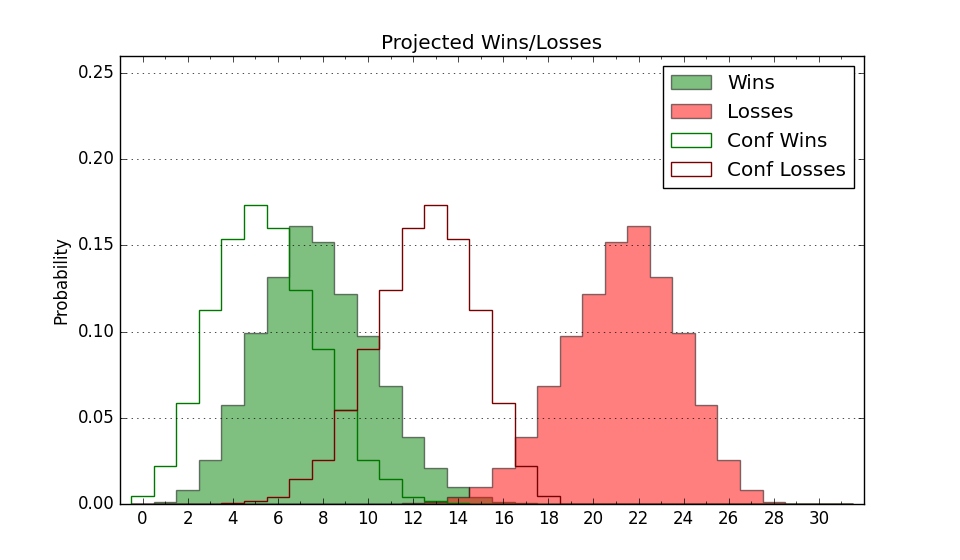 Projected Wins/Losses
0.25
0.20
0.15
0.10
0.05
0.00
Probability
Wins
Losses
Conf Wins
Conf Losses
0 2 4 6 8 10 12 14 16 18 20 22 24 26 28 30